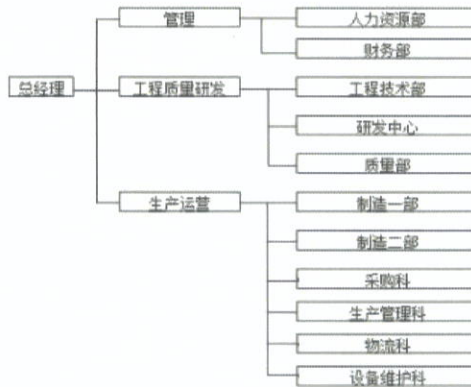 总经理
管理
人力资源部
财务部
工程质量研发
工程技术部
研发中心
质量部
生产运营
制造一部
制造二部
采购科
生产管理科
物流科
设备维护科